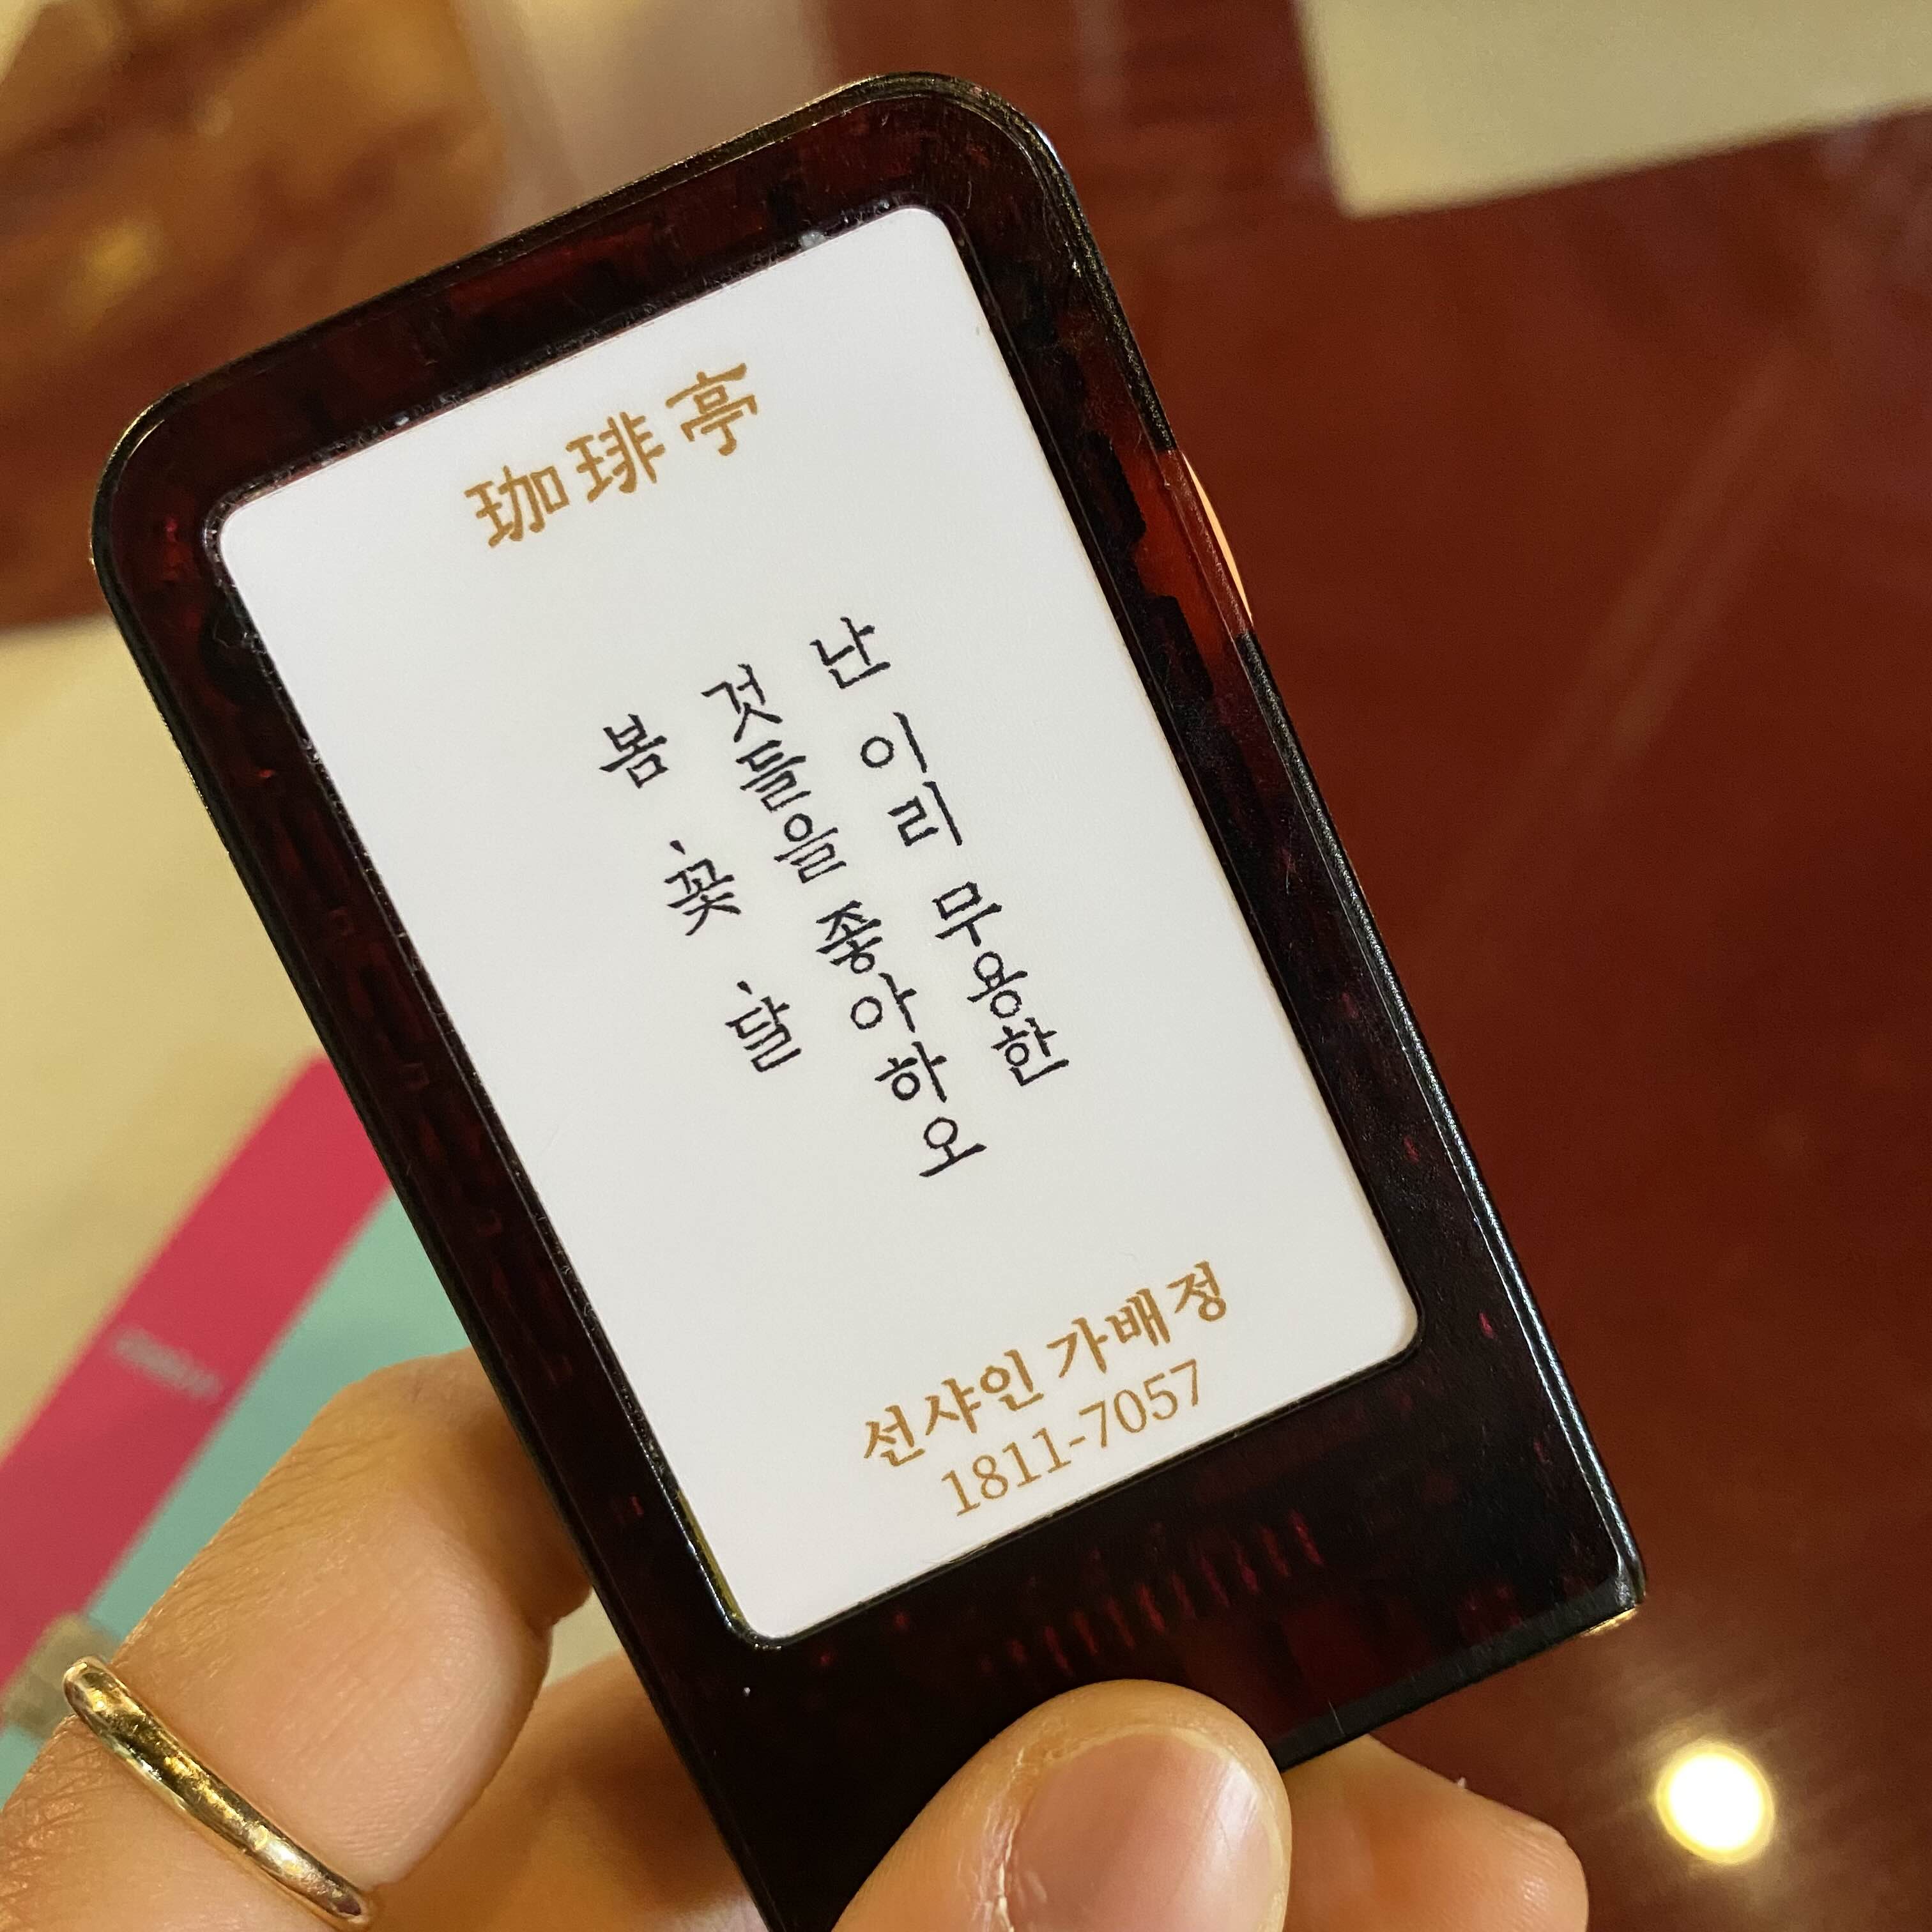 珈琲亭
난 이리 무용한
것들을 좋아하오
봄, 꽃, 달
선샤인 가배정
1811-7057